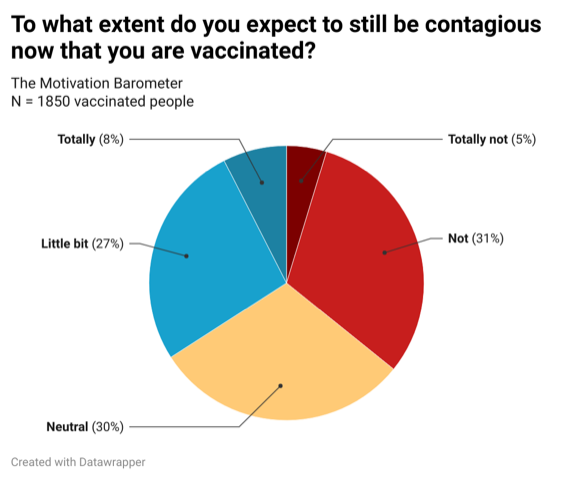 To what extent do you expect to still be contagious
now that you are vaccinated?
The Motivation Barometer
N = 1850 vaccinated people
Totally (8%)
Totally not (5%)
Little bit (27%)
Not (31%)
Neutral (30%)
Created with Datawrapper